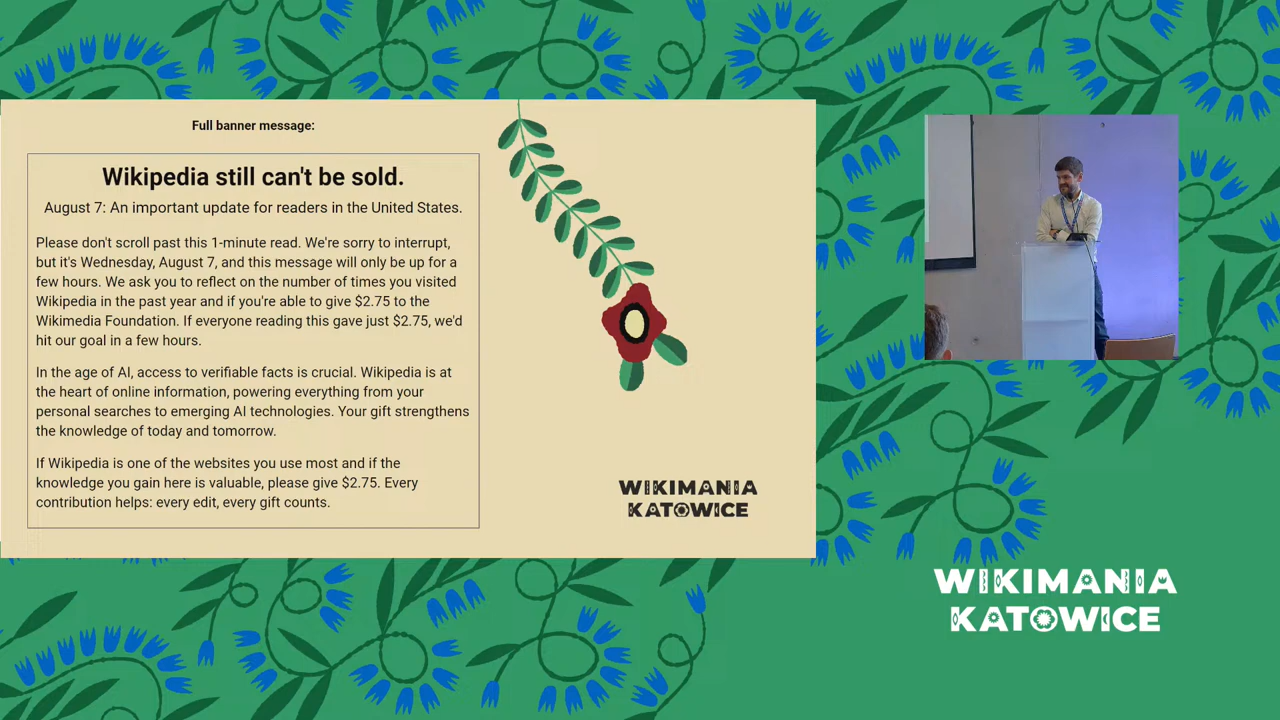 Full banner message:
Wikipedia still can't be sold.
August 7: An important update for readers in the United States.
Please don't scroll past this 1-minute read. We're sorry to interrupt,
but it's Wednesday, August 7, and this message will only be up for a
few hours. We ask you to reflect on the number of times you visited
Wikipedia in the past year and if you're able to give $2.75 to the
Wikimedia Foundation. If everyone reading this gave just $2.75, we'd
hit our goal in a few hours.
In the age of AI, access to verifiable facts is crucial. Wikipedia is at
the heart of online information, powering everything from your
personal searches to emerging AI technologies. Your gift strengthens
the knowledge of today and tomorrow.
If Wikipedia is one of the websites you use most and if the
knowledge you gain here is valuable, please give $2.75. Every
contribution helps: every edit, every gift counts.
WIKIMANIA
KATOWICE
WIKIMANIA
KATOWICE